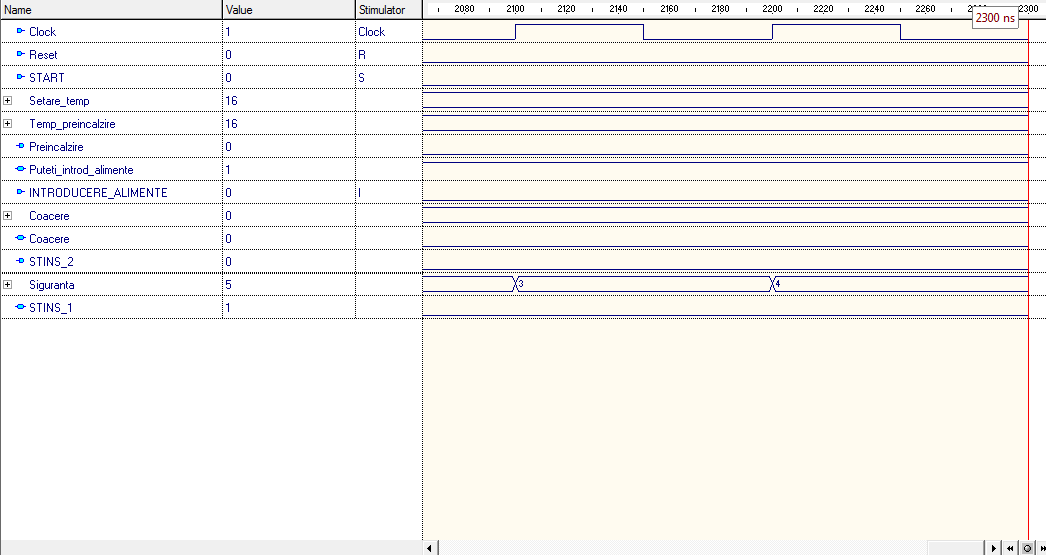 Name Value Stimulator 2080 2100 2120 2140 2160 2180 2200 2220 2240 2260 2300
2300 ns
Clock 1 Clock
Reset 0 R
START 0 S
Setare_temp 16
Temp_preincalzire 16
Preincalzire 0
Puteti_introd_alimente 1
INTRODUCERE_ALIMENTE 0 I
Coacere 0
Coacere 0
STINS_2 0
Siguranta 5 3 4
STINS_1 1